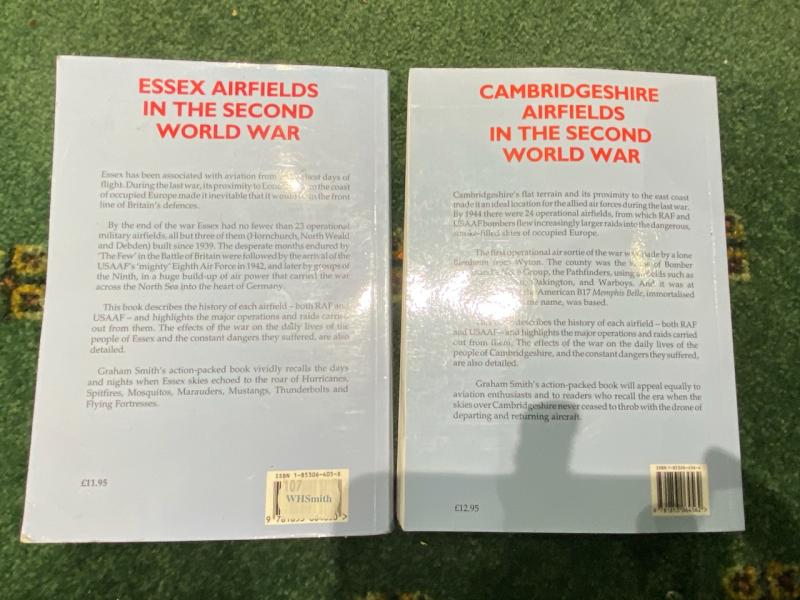 ESSEX AIRFIELDS
IN THE SECOND
WORLD WAR
Essex has been associated with aviation from days of
flight. During the last war, its proximity to to the coast
of occupied Europe made it inevitable that it would in the front
line of Britain's defences.
By the end of the war Essex had no fewer than 23 operational
military airfields, all but three of them (Hornchurch, North Weald
and Debden) built since 1939. The desperate months endured by
'The Few' in the Battle of Britain were followed by the arrival of the
USAAF's 'mighty' Eighth Air Force in 1942, and later by groups of
the Ninth, in a huge build-up of air power that carried the war
across the North Sea into the heart of Germany.
This book describes the history of each airfield – both RAF and
USAAF – and highlights the major operations and raids carried
out from them. The effects of the war on the daily lives of the
people of Essex and the constant dangers they suffered, are also
detailed.
Graham Smith's action-packed book vividly recalls the days
and nights when Essex skies echoed to the roar of Hurricanes,
Spitfires, Mosquitos, Marauders, Mustangs, Thunderbolts and
Flying Fortresses.
£11.95
ISBN 1-85306-405-8
107
WHSmith
CAMBRIDGESHIRE
AIRFIELDS
IN THE SECOND
WORLD WAR
Cambridgeshire's flat terrain and its proximity to the east coast
made it an ideal location for the allied air forces during the last war.
By 1944 there were 24 operational airfields, from which RAF and
USAAF bombers flew increasingly larger raids into the dangerous,
smoke-filled skies of occupied Europe.
The first operational air sortie of the war was made by a lone
Blenheim from Wyton. The county was the home of Bomber
Group, the Pathfinders, using airfields such as
Oakington, and Warboys. And it was at
the American B17 Memphis Belle, immortalised
name, was based.
This book describes the history of each airfield – both RAF
and USAAF – and highlights the major operations and raids carried
out from them. The effects of the war on the daily lives of the
people of Cambridgeshire, and the constant dangers they suffered,
are also detailed.
Graham Smith's action-packed book will appeal equally to
aviation enthusiasts and to readers who recall the era when the
skies over Cambridgeshire never ceased to throb with the drone of
departing and returning aircraft.
£12.95